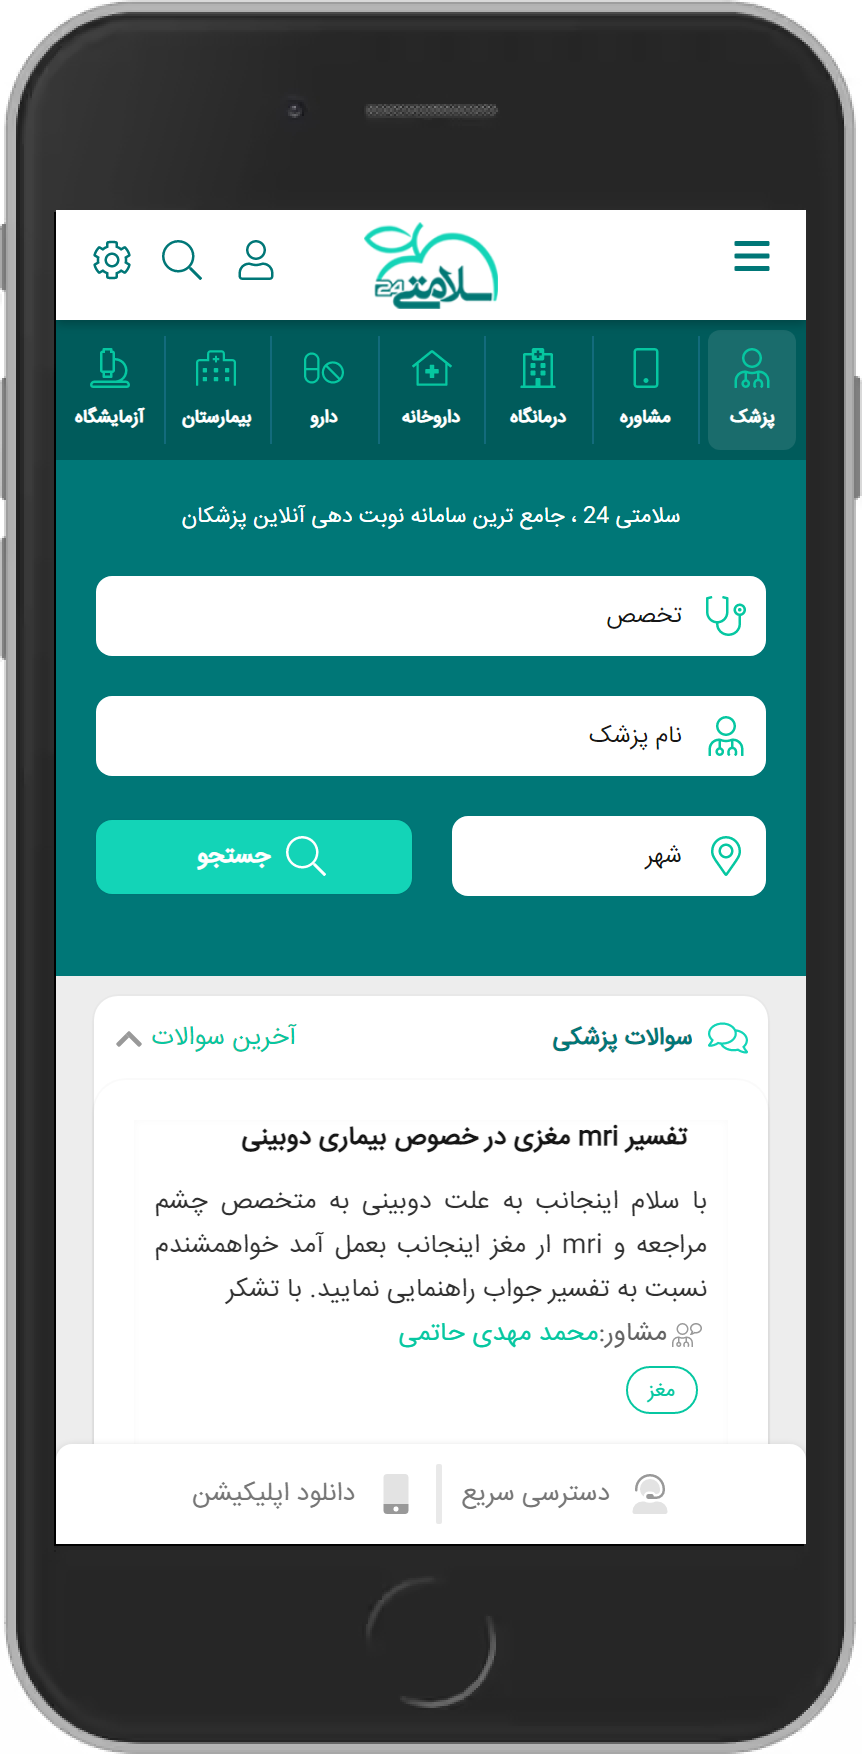 سلامتی 24
پزشک
مشاوره
درمانگاه
داروخانه
دارو
بیمارستان
آزمایشگاه
سلامتی 24 ، جامع ترین سامانه نوبت دهی آنلاین پزشکان
تخصص
نام پزشک
شهر
جستجو
سوالات پزشکی
آخرین سوالات
تفسیر mri مغزی در خصوص بیماری دوبینی
با سلام اینجانب به علت دوبینی به متخصص چشم
مراجعه و mri ار مغز اینجانب بعمل آمد خواهمشندم
نسبت به تفسیر جواب راهنمایی نمایید. با تشکر
مشاور:محمد مهدی حاتمی
مغز
دسترسی سریع
دانلود اپلیکیشن